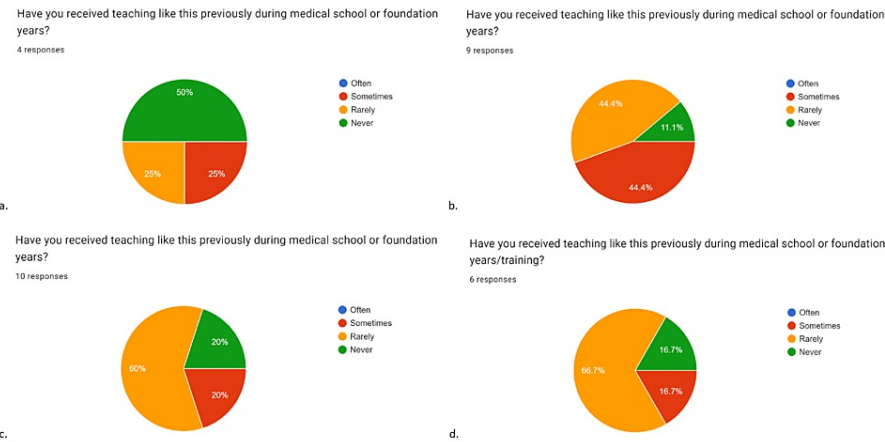 Have you received teaching like this previously during medical school or foundation
years?
4 responses
50%
25%
25%
Often
Sometimes
Rarely
Never
a.
Have you received teaching like this previously during medical school or foundation
years?
9 responses
44.4%
11.1%
44.4%
Often
Sometimes
Rarely
Never
b.
Have you received teaching like this previously during medical school or foundation
years?
10 responses
20%
60%
20%
Often
Sometimes
Rarely
Never
c.
Have you received teaching like this previously during medical school or foundation
years/training?
6 responses
16.7%
66.7%
16.7%
Often
Sometimes
Rarely
Never
d.